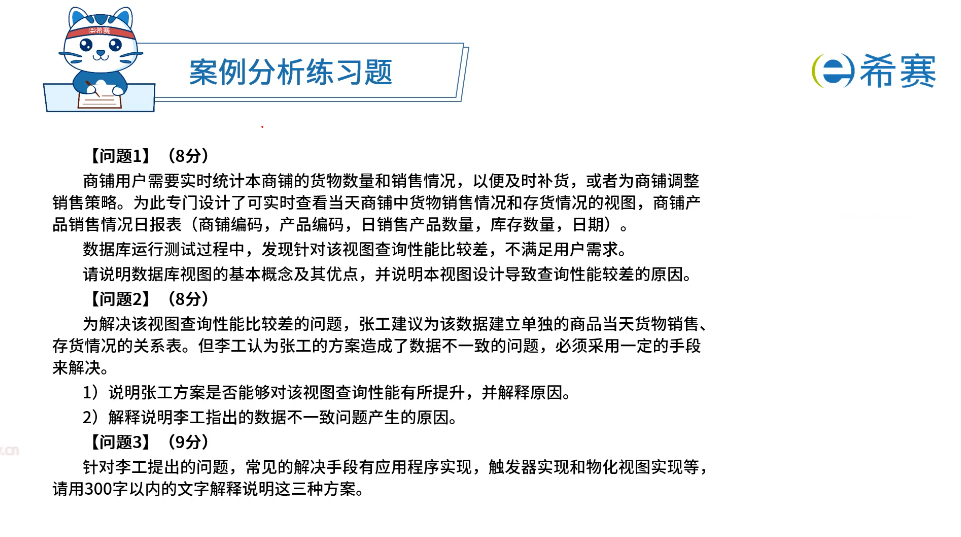 染希赛
案例分析练习题
希赛
【问题1】（8分）
商铺用户需要实时统计本商铺的货物数量和销售情况，以便及时补货，或者为商铺调整
销售策略。为此专门设计了可实时查看当天商铺中货物销售情况和存货情况的视图，商铺产
品销售情况日报表（商铺编码，产品编码，日销售产品数量，库存数量，日期）。
数据库运行测试过程中，发现针对该视图查询性能比较差，不满足用户需求。
请说明数据库视图的基本概念及其优点，并说明本视图设计导致查询性能较差的原因。
【问题2】（8分）
为解决该视图查询性能比较差的问题，张工建议为该数据建立单独的商品当天货物销售、
存货情况的关系表。但李工认为张工的方案造成了数据不一致的问题，必须采用一定的手段
来解决。
1）说明张工方案是否能够对该视图查询性能有所提升，并解释原因。
2）解释说明李工指出的数据不一致问题产生的原因。
【问题3】（9分）
针对李工提出的问题，常见的解决手段有应用程序实现，触发器实现和物化视图实现等，
请用300字以内的文字解释说明这三种方案。